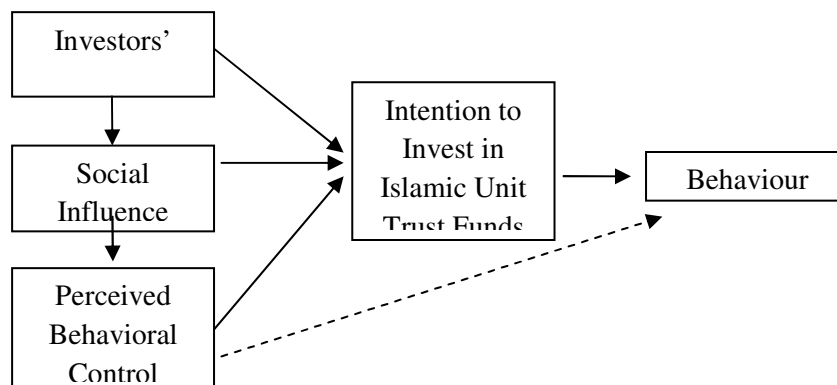 Investors'
Social
Influence
Perceived
Behavioral
Control
Intention to
Invest in
Islamic Unit
Trust Funds
Behaviour